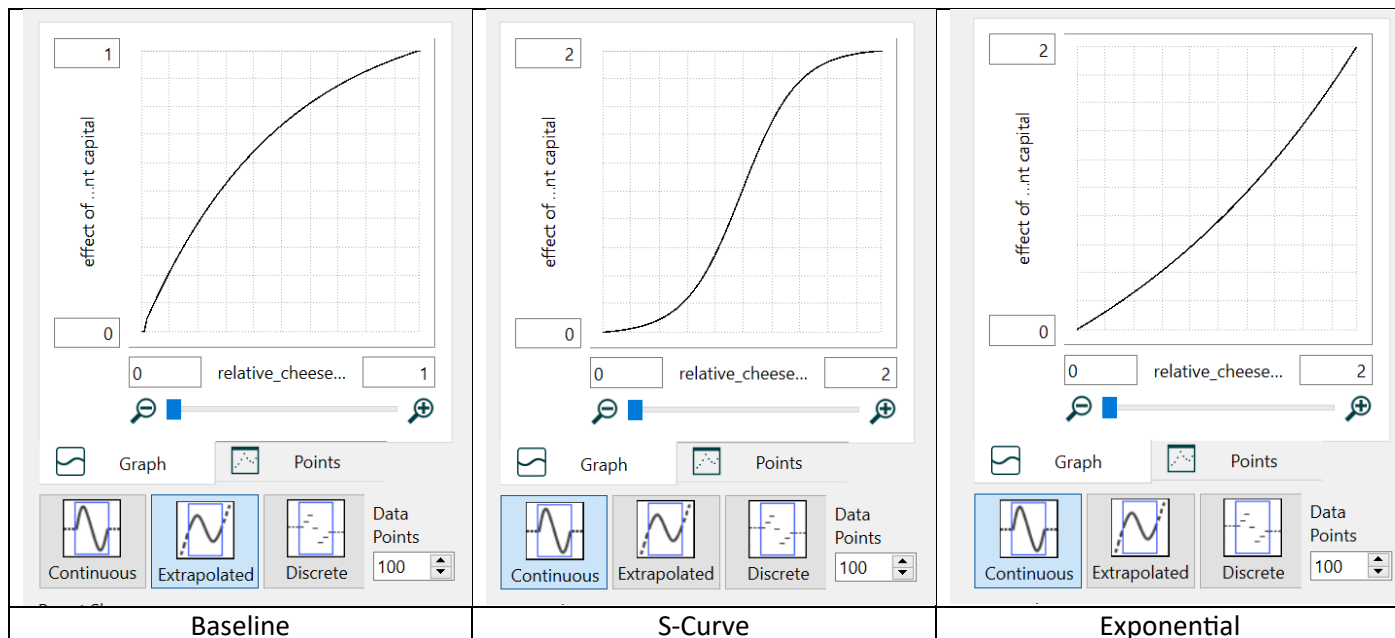 1
effect of ...nt capital
0
0
relative_cheese...
1
Graph
Points
Continuous
Extrapolated
Discrete
Data
Points
100
Baseline
2
effect of ...nt capital
0
0
relative_cheese...
2
Graph
Points
Continuous
Extrapolated
Discrete
Data
Points
100
S-Curve
2
effect of ...nt capital
0
0
relative_cheese...
2
Graph
Points
Continuous
Extrapolated
Discrete
Data
Points
100
Exponential